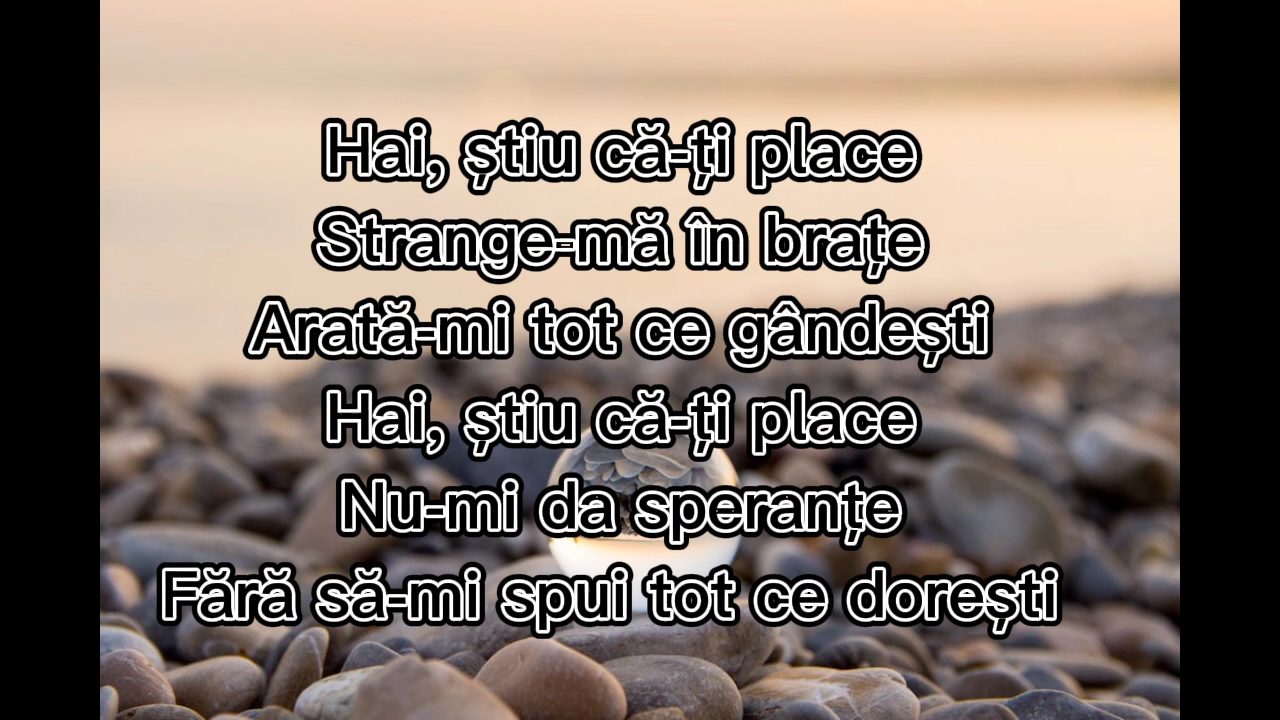 Hai, știu că-ți place
Strange-mă în brațe
Arată-mi tot ce gândești
Hai, știu că-ți place
Nu-mi da speranțe
Fără să-mi spui tot ce dorești